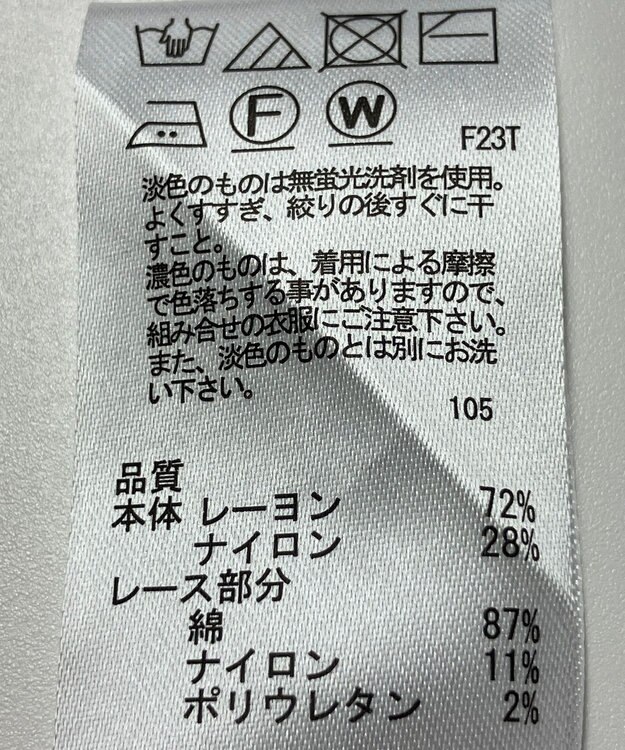 F W F23T
淡色のものは無蛍光洗剤を使用。
よくすすぎ、絞りの後すぐに干
すこと。
濃色のものは、着用による摩擦
で色落ちする事がありますので、
組み合せの衣服にご注意下さい。
また、淡色のものとは別にお洗
い下さい。
105
品質
本体 レーヨン 72%
ナイロン 28%
レース部分
綿 87%
ナイロン 11%
ポリウレタン 2%